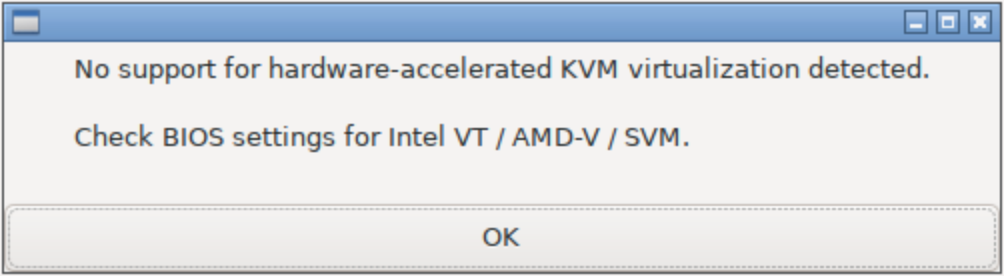 No support for hardware-accelerated KVM virtualization detected.
Check BIOS settings for Intel VT / AMD-V / SVM.
OK